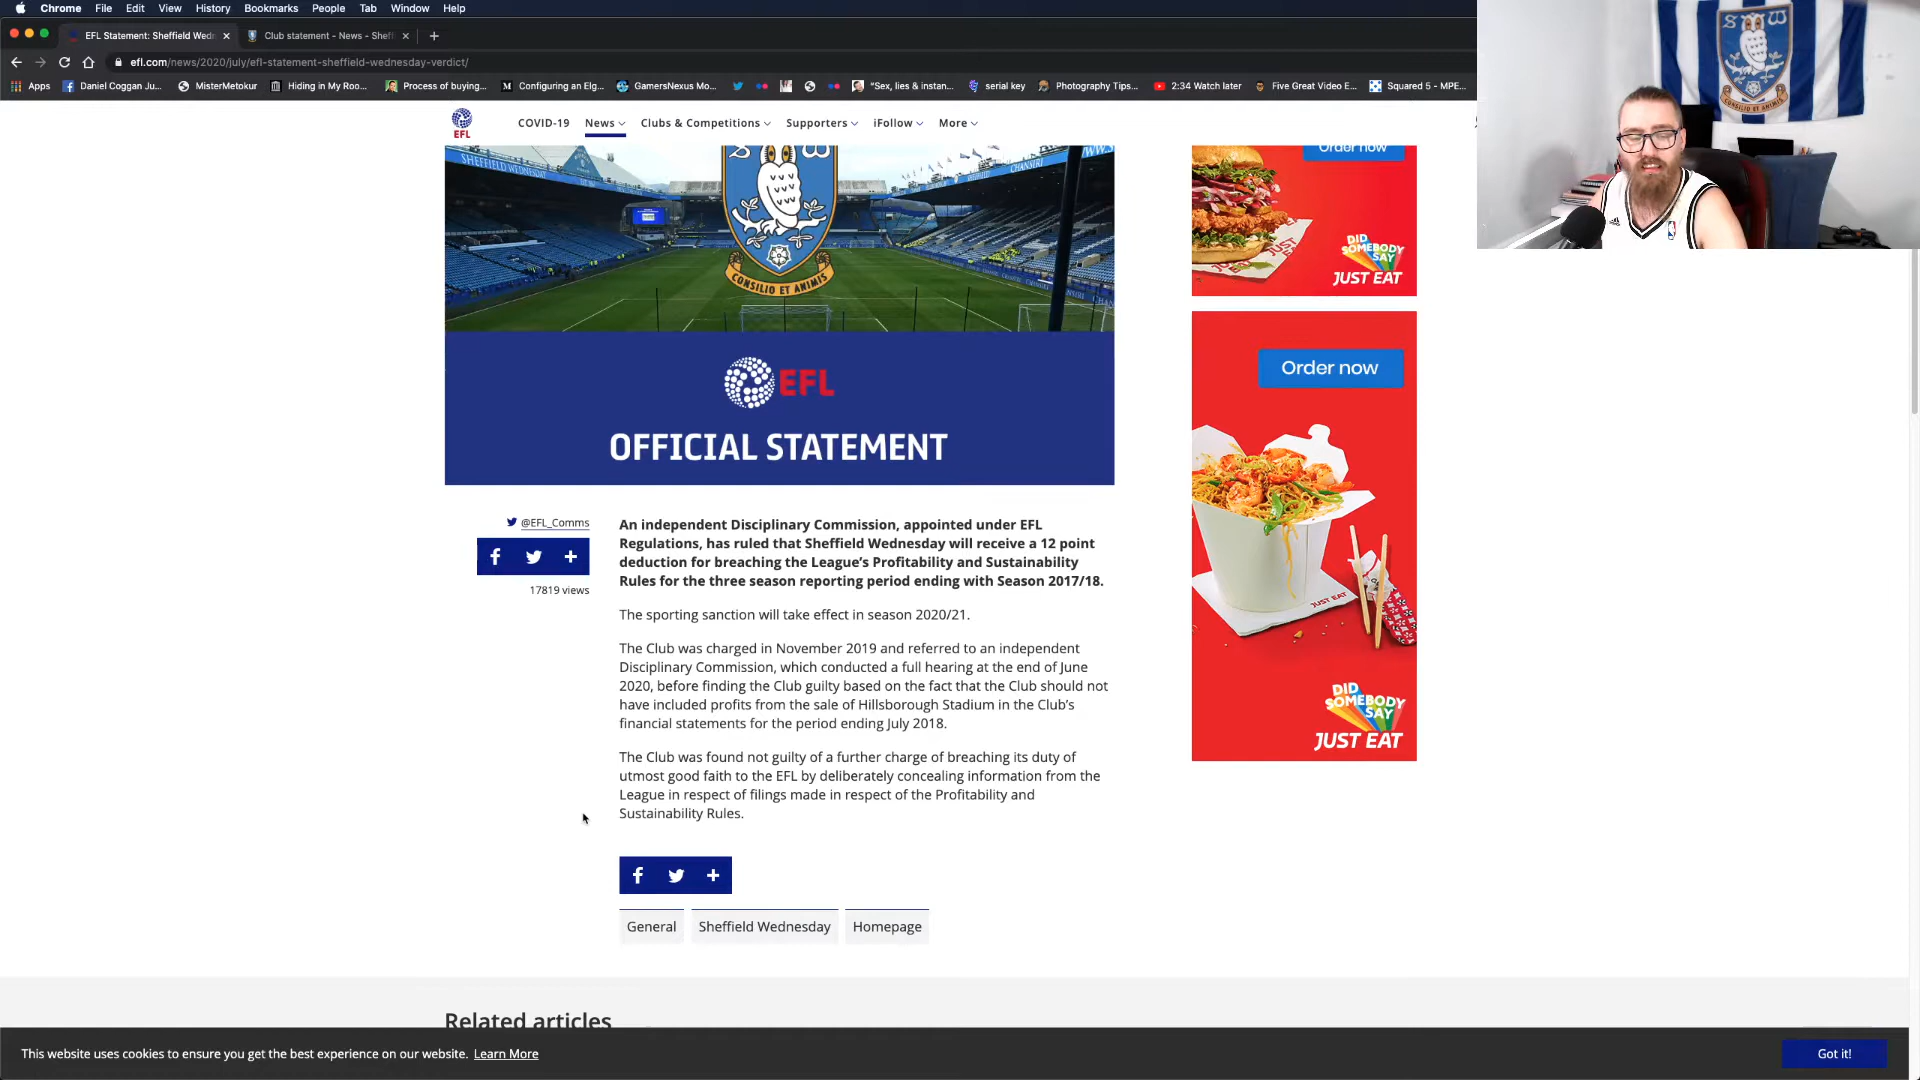 Chrome File Edit View History Bookmarks People Tab Window Help
EFL Statement: Sheffield Wedn
Club statement - News - Sheff
efl.com/news/2020/july/efl-statement-sheffield-wednesday-verdict/
Apps Daniel Coggan Ju... MisterMetokur Hiding in My Roo... Process of buying... Configuring an Elg... GamersNexus Mo... "Sex, lies & instan... serial key Photography Tips... 2:34 Watch later Five Great Video E... Squared 5 - MPE...
EFL
COVID-19 News Clubs & Competitions Supporters iFollow More
SHEFFIELD WEDNESDAY
CHANSIRI
WWW.S
S W
CONSILIO ET ANIMIS
EFL
OFFICIAL STATEMENT
@EFL_Comms
17819 views
An independent Disciplinary Commission, appointed under EFL
Regulations, has ruled that Sheffield Wednesday will receive a 12 point
deduction for breaching the League's Profitability and Sustainability
Rules for the three season reporting period ending with Season 2017/18.
The sporting sanction will take effect in season 2020/21.
The Club was charged in November 2019 and referred to an independent
Disciplinary Commission, which conducted a full hearing at the end of June
2020, before finding the Club guilty based on the fact that the Club should not
have included profits from the sale of Hillsborough Stadium in the Club's
financial statements for the period ending July 2018.
The Club was found not guilty of a further charge of breaching its duty of
utmost good faith to the EFL by deliberately concealing information from the
League in respect of filings made in respect of the Profitability and
Sustainability Rules.
General Sheffield Wednesday Homepage
Related articles
Order now
DID
SOMEBODY
SAY
JUST EAT
Order now
JUST EAT
DID
SOMEBODY
SAY
JUST EAT
S W
CONSILIO ET ANIMIS
This website uses cookies to ensure you get the best experience on our website. Learn More
Got it!